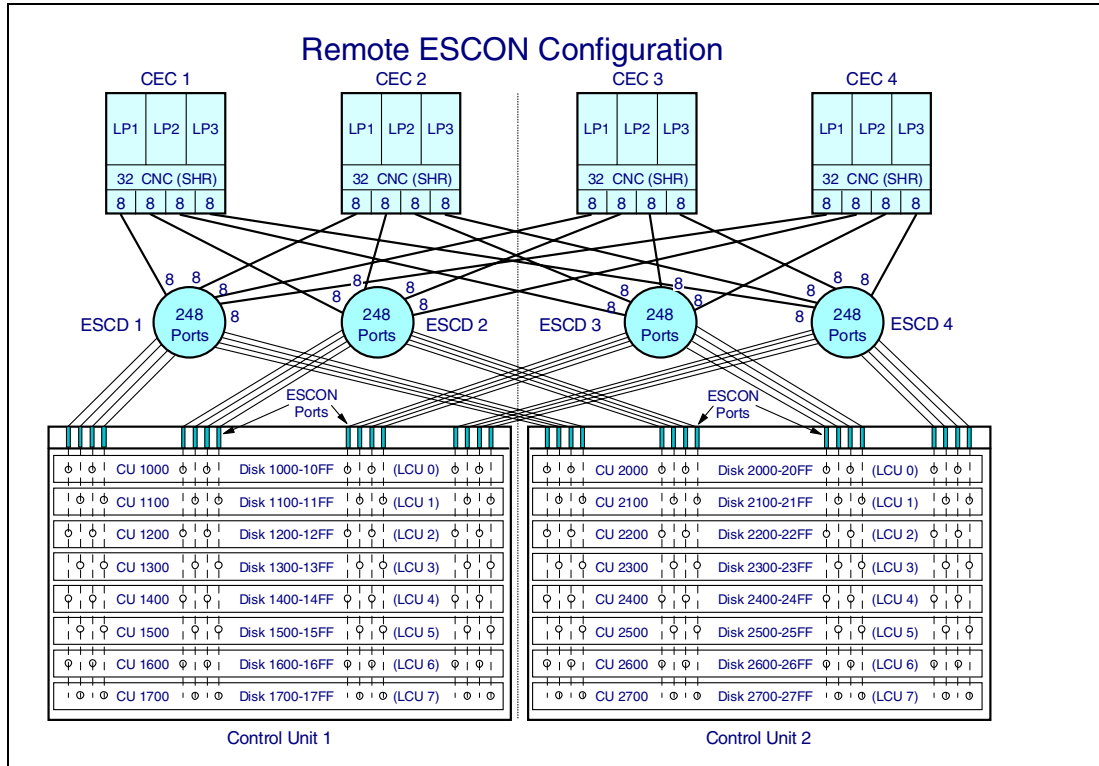 Remote ESCON Configuration
CEC 1 CEC 2 CEC 3 CEC 4
LP1 LP2 LP3 LP1 LP2 LP3 LP1 LP2 LP3 LP1 LP2 LP3
32 CNC (SHR) 32 CNC (SHR) 32 CNC (SHR) 32 CNC (SHR)
8 8 8 8 8 8 8 8 8 8 8 8 8 8 8 8
8 8 8 8 8 8 8 8 8 8 8 8 8 8 8 8
ESCD 1 248 Ports 248 Ports ESCD 2 ESCD 3 248 Ports 248 Ports ESCD 4
ESCON Ports ESCON Ports
CU 1000 Disk 1000-10FF (LCU 0) CU 2000 Disk 2000-20FF (LCU 0)
CU 1100 Disk 1100-11FF (LCU 1) CU 2100 Disk 2100-21FF (LCU 1)
CU 1200 Disk 1200-12FF (LCU 2) CU 2200 Disk 2200-22FF (LCU 2)
CU 1300 Disk 1300-13FF (LCU 3) CU 2300 Disk 2300-23FF (LCU 3)
CU 1400 Disk 1400-14FF (LCU 4) CU 2400 Disk 2400-24FF (LCU 4)
CU 1500 Disk 1500-15FF (LCU 5) CU 2500 Disk 2500-25FF (LCU 5)
CU 1600 Disk 1600-16FF (LCU 6) CU 2600 Disk 2600-26FF (LCU 6)
CU 1700 Disk 1700-17FF (LCU 7) CU 2700 Disk 2700-27FF (LCU 7)
Control Unit 1 Control Unit 2